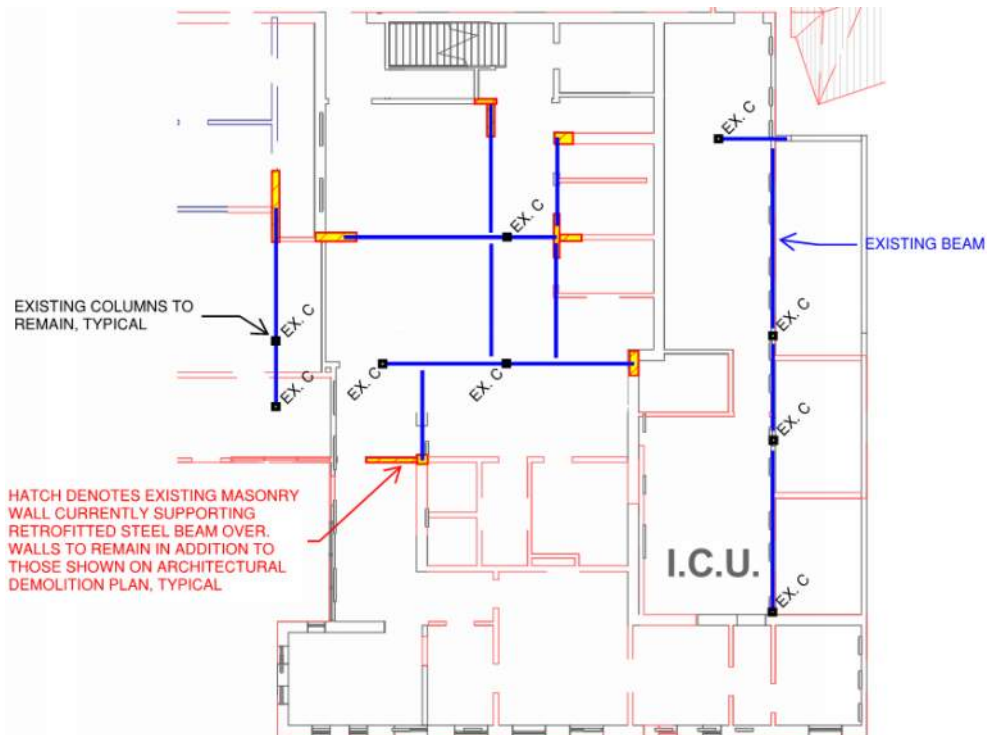 EX. C
EXISTING BEAM
EX. C
EXISTING COLUMNS TO
REMAIN, TYPICAL
EX. C
EX. C
EX. C
EX. C
EX. C
EX. C
HATCH DENOTES EXISTING MASONRY
WALL CURRENTLY SUPPORTING
RETROFITTED STEEL BEAM OVER.
WALLS TO REMAIN IN ADDITION TO
THOSE SHOWN ON ARCHITECTURAL
DEMOLITION PLAN, TYPICAL
I.C.U.
EX. C